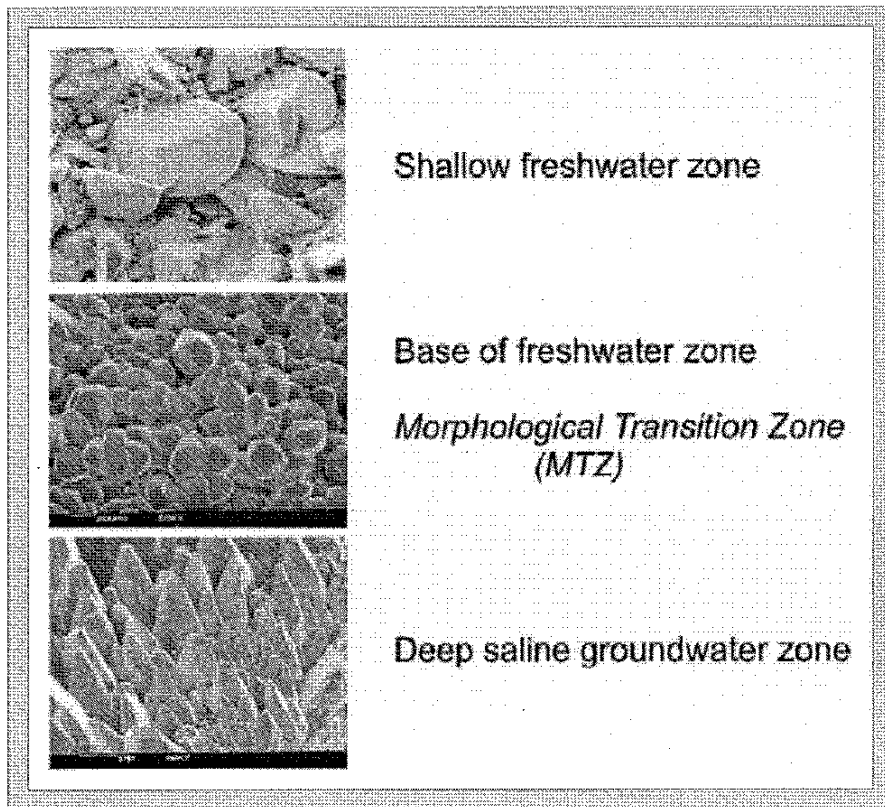 Shallow freshwater zone
Base of freshwater zone
Morphological Transition Zone
(MTZ)
Deep saline groundwater zone